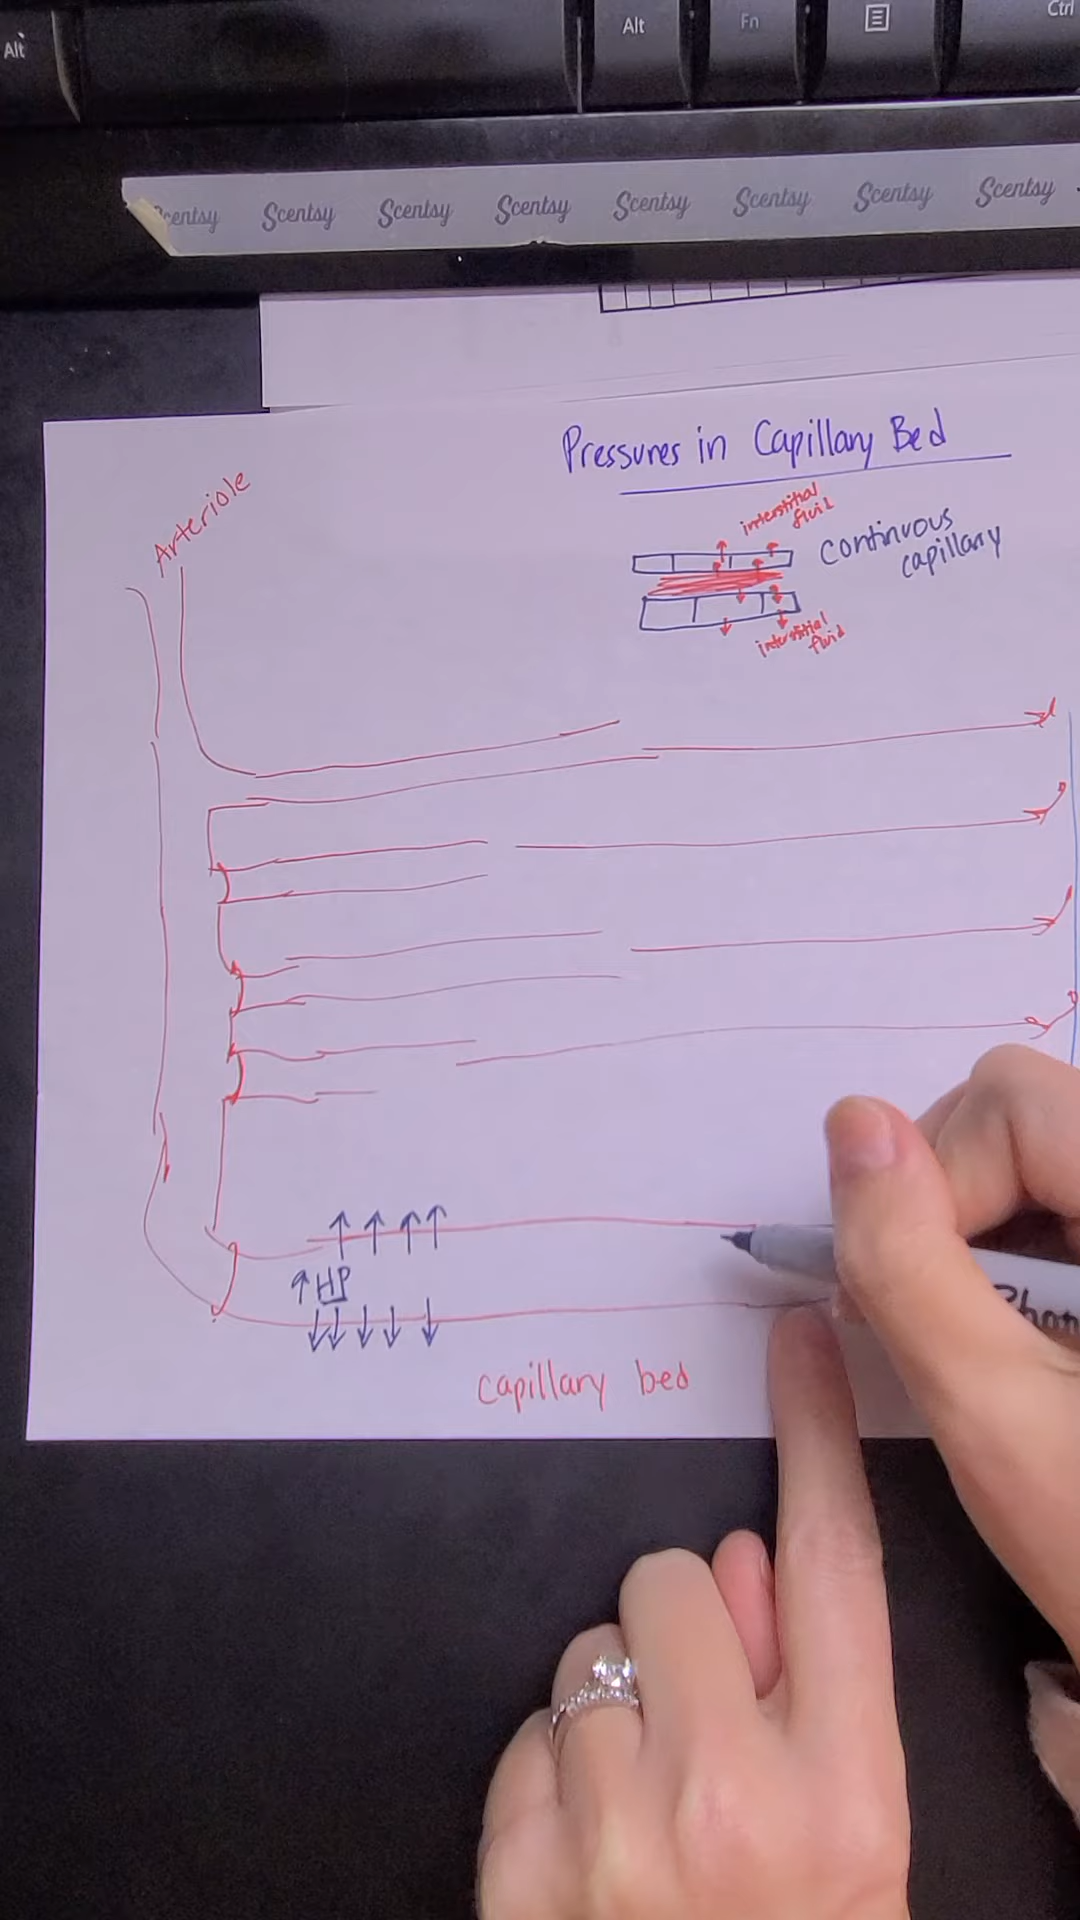 Alt
Alt
Fn
Ctrl
Scentsy Scentsy Scentsy Scentsy Scentsy Scentsy Scentsy
Pressures in Capillary Bed
Arteriole
interstitial
fluid
continuous
capillary
interstitial
fluid
↑HP
capillary bed